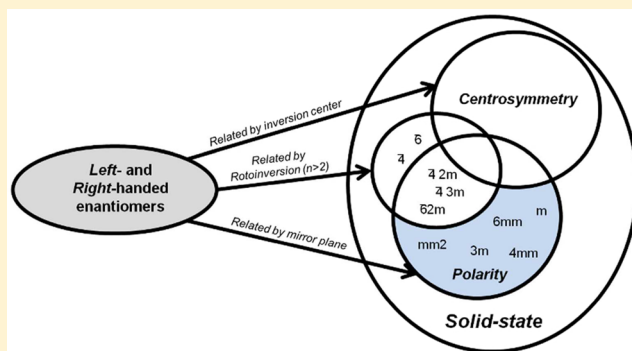 Left- and
Right-handed
enantiomers
Related by inversion center
Related by
Rotoinversion (n>2)
Related by mirror plane
Centrosymmetry
6̄
4̄
4̄ 2m
4̄ 3m
6̄2m
m
6mm
mm2
3m
4mm
Polarity
Solid-state